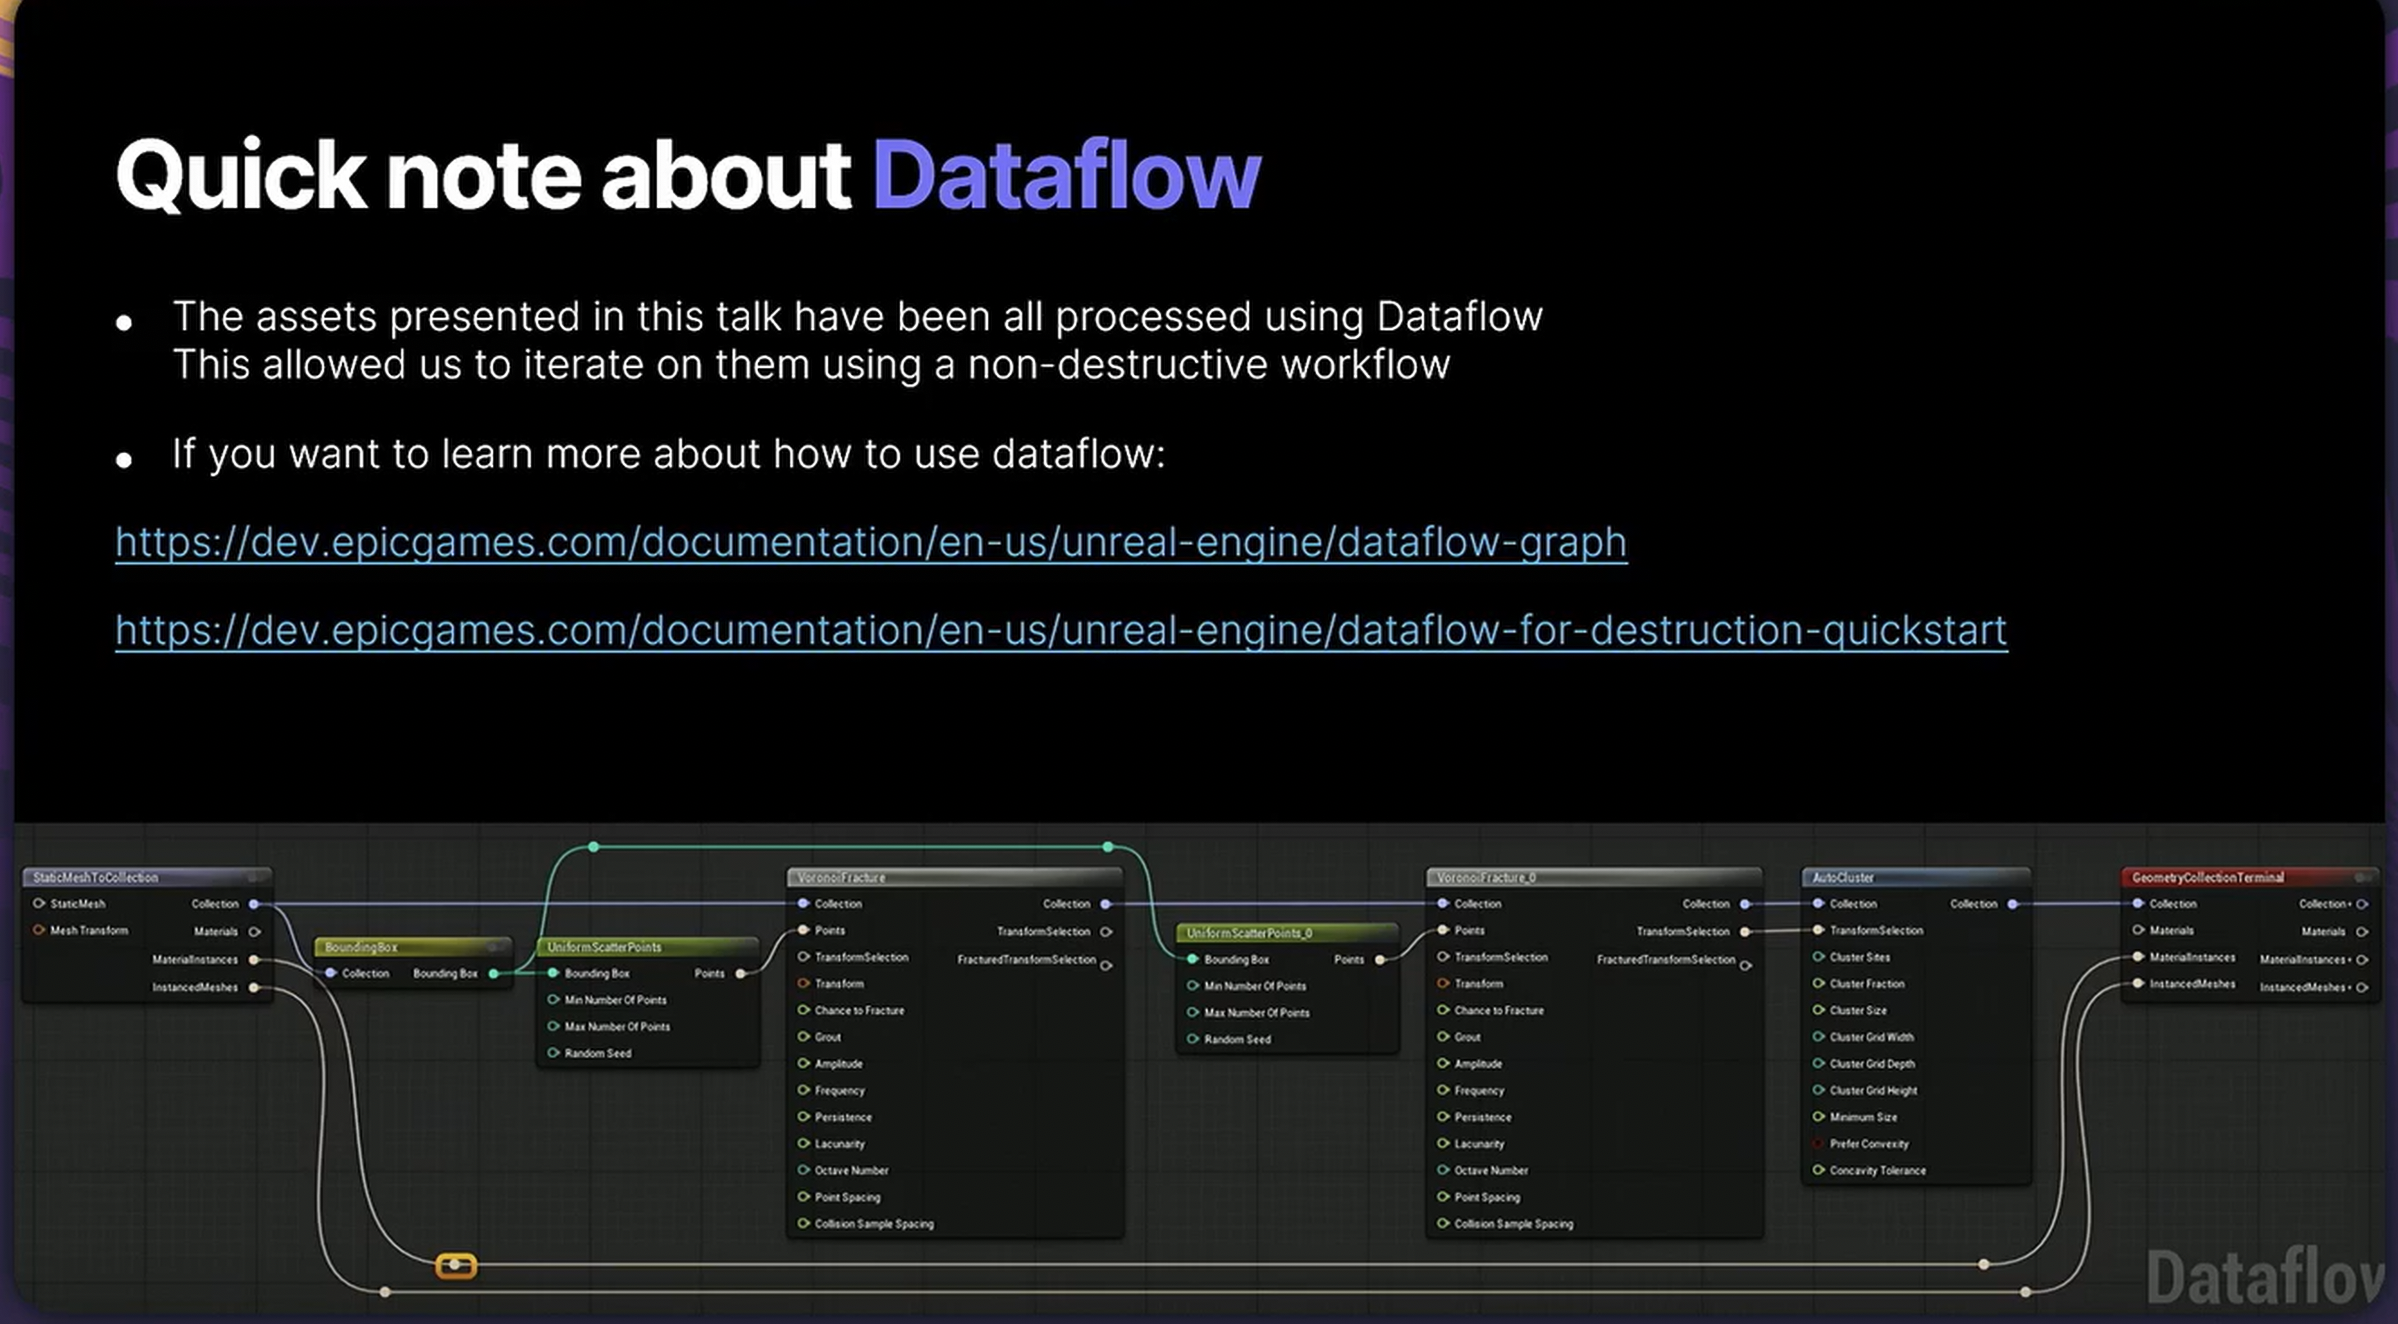 Quick note about Dataflow
The assets presented in this talk have been all processed using Dataflow
This allowed us to iterate on them using a non-destructive workflow
If you want to learn more about how to use dataflow:
https://dev.epicgames.com/documentation/en-us/unreal-engine/dataflow-graph
https://dev.epicgames.com/documentation/en-us/unreal-engine/dataflow-for-destruction-quickstart
StaticMeshToCollection
StaticMesh Collection
Mesh Transform Materials
MaterialInstances
InstancedMeshes
BoundingBox
Collection Bounding Box
UniformScatterPoints
Bounding Box Points
Min Number Of Points
Max Number Of Points
Random Seed
VoronoiFracture
Collection Collection
Points TransformSelection
TransformSelection FracturedTransformSelection
Transform
Chance to Fracture
Grout
Amplitude
Frequency
Persistence
Lacunarity
Octave Number
Point Spacing
Collision Sample Spacing
UniformScatterPoints_0
Bounding Box Points
Min Number Of Points
Max Number Of Points
Random Seed
VoronoiFracture_0
Collection Collection
Points TransformSelection
TransformSelection FracturedTransformSelection
Transform
Chance to Fracture
Grout
Amplitude
Frequency
Persistence
Lacunarity
Octave Number
Point Spacing
Collision Sample Spacing
AutoCluster
Collection Collection
TransformSelection
Cluster Sites
Cluster Fraction
Cluster Size
Cluster Grid Width
Cluster Grid Depth
Cluster Grid Height
Minimum Size
Prefer Convexity
Concavity Tolerance
GeometryCollectionTerminal
Collection Collection
Materials Materials
MaterialInstances MaterialInstances
InstancedMeshes InstancedMeshes
Dataflow